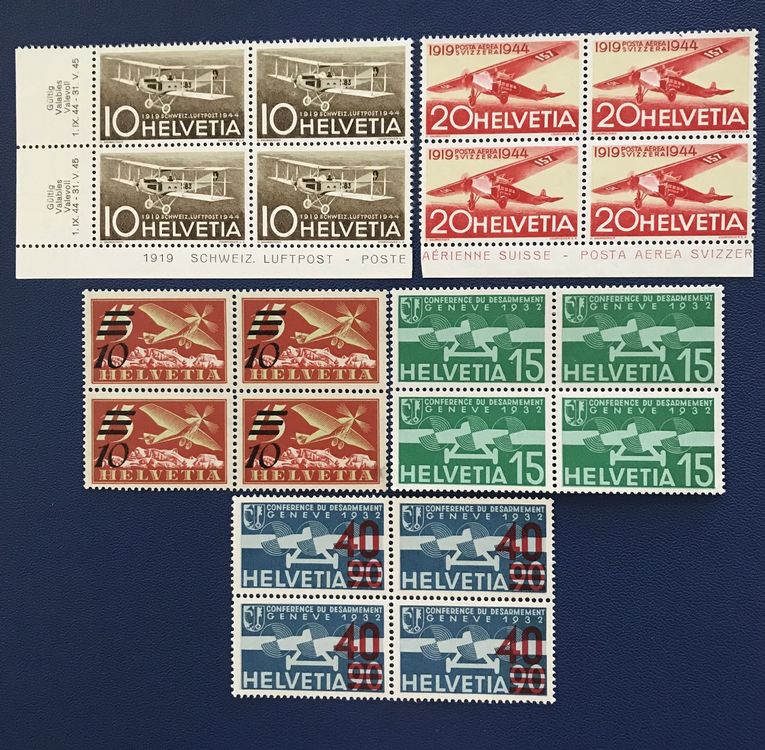 Gültig
Valables
Valevoli
1. IX. 44 - 31. V. 45
Gültig
Valables
Valevoli
1. IX. 44 - 31. V. 45
1919 SCHWEIZ. LUFTPOST 1944
10 HELVETIA
1919 SCHWEIZ. LUFTPOST 1944
10 HELVETIA
1919 SCHWEIZ. LUFTPOST 1944
10 HELVETIA
1919 SCHWEIZ. LUFTPOST 1944
10 HELVETIA
1919 SCHWEIZ. LUFTPOST - POSTE
1919 POSTA AEREA SVIZZERA 1944
157
20 HELVETIA
1919 POSTA AEREA SVIZZERA 1944
157
20 HELVETIA
1919 POSTA AEREA SVIZZERA 1944
157
20 HELVETIA
1919 POSTA AEREA SVIZZERA 1944
157
20 HELVETIA
AÉRIENNE SUISSE - POSTA AEREA SVIZZER
10
HELVETIA
10
HELVETIA
10
HELVETIA
10
HELVETIA
CONFERENCE DU DESARMEMENT
GENEVE 1932
HELVETIA 15
CONFERENCE DU DESARMEMENT
GENEVE 1932
HELVETIA 15
CONFERENCE DU DESARMEMENT
GENEVE 1932
HELVETIA 15
CONFERENCE DU DESARMEMENT
GENEVE 1932
HELVETIA 15
CONFERENCE DU DESARMEMENT
GENEVE 1932
40
HELVETIA 90
CONFERENCE DU DESARMEMENT
GENEVE 1932
40
HELVETIA 90
CONFERENCE DU DESARMEMENT
GENEVE 1932
40
HELVETIA 90
CONFERENCE DU DESARMEMENT
GENEVE 1932
40
HELVETIA 90